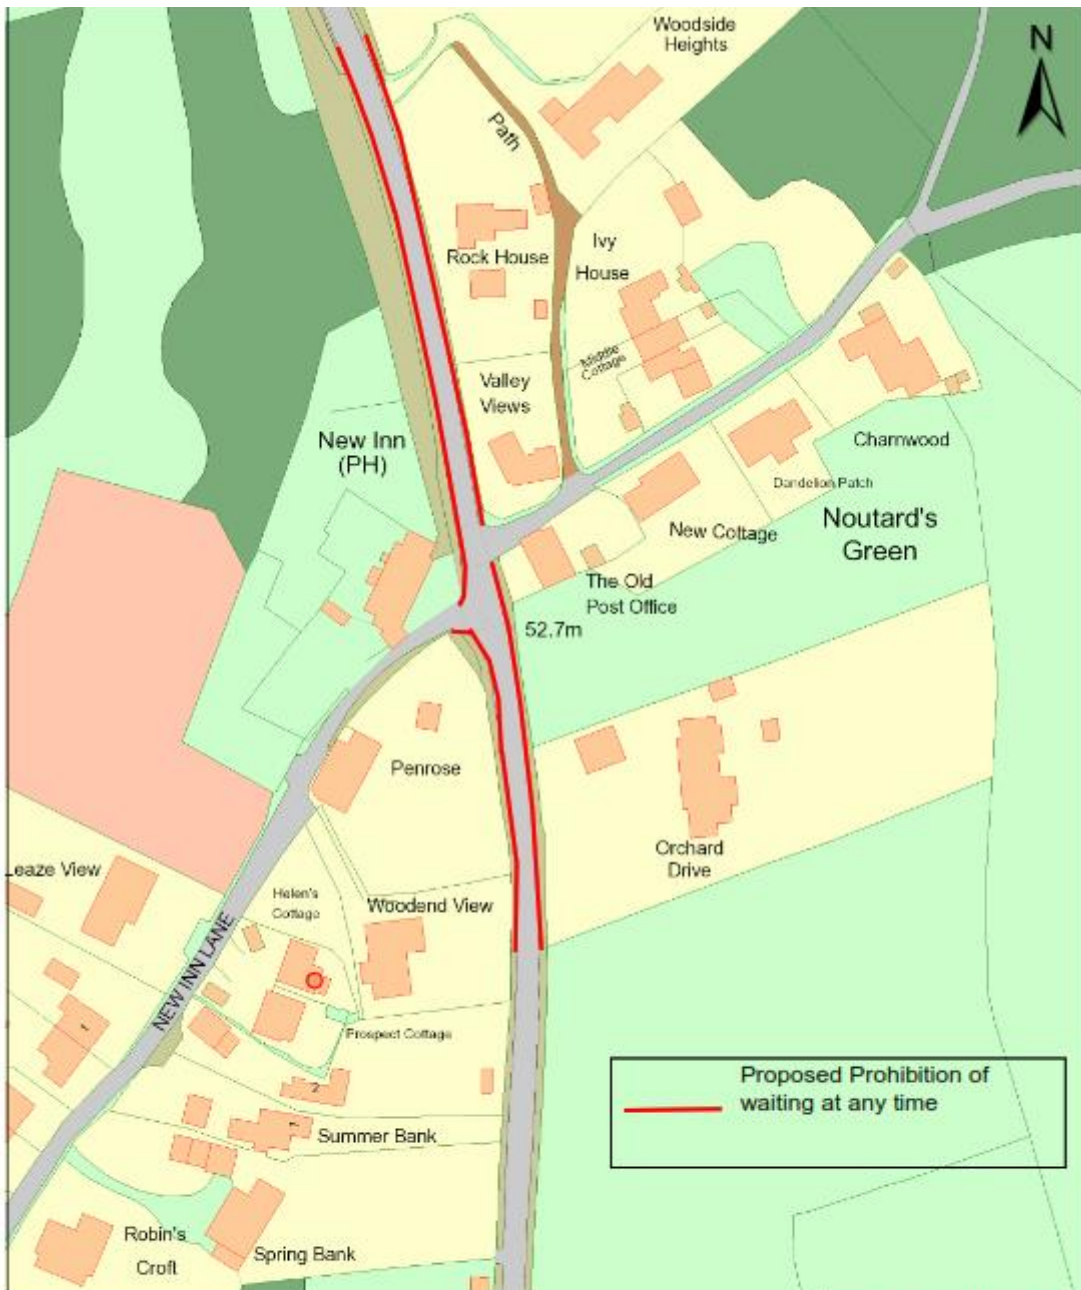 Woodside
Heights
N
Path
Rock House
Ivy
House
Middle
Cottage
Valley
Views
New Inn
(PH)
Charnwood
Dandelion Patch
New Cottage
Noutard's
Green
The Old
Post Office
52.7m
Penrose
Orchard
Drive
Leaze View
Helen's
Cottage
Woodend View
NEW INN LANE
1
Prospect Cottage
2
1
Summer Bank
Proposed Prohibition of
waiting at any time
Robin's
Croft
Spring Bank